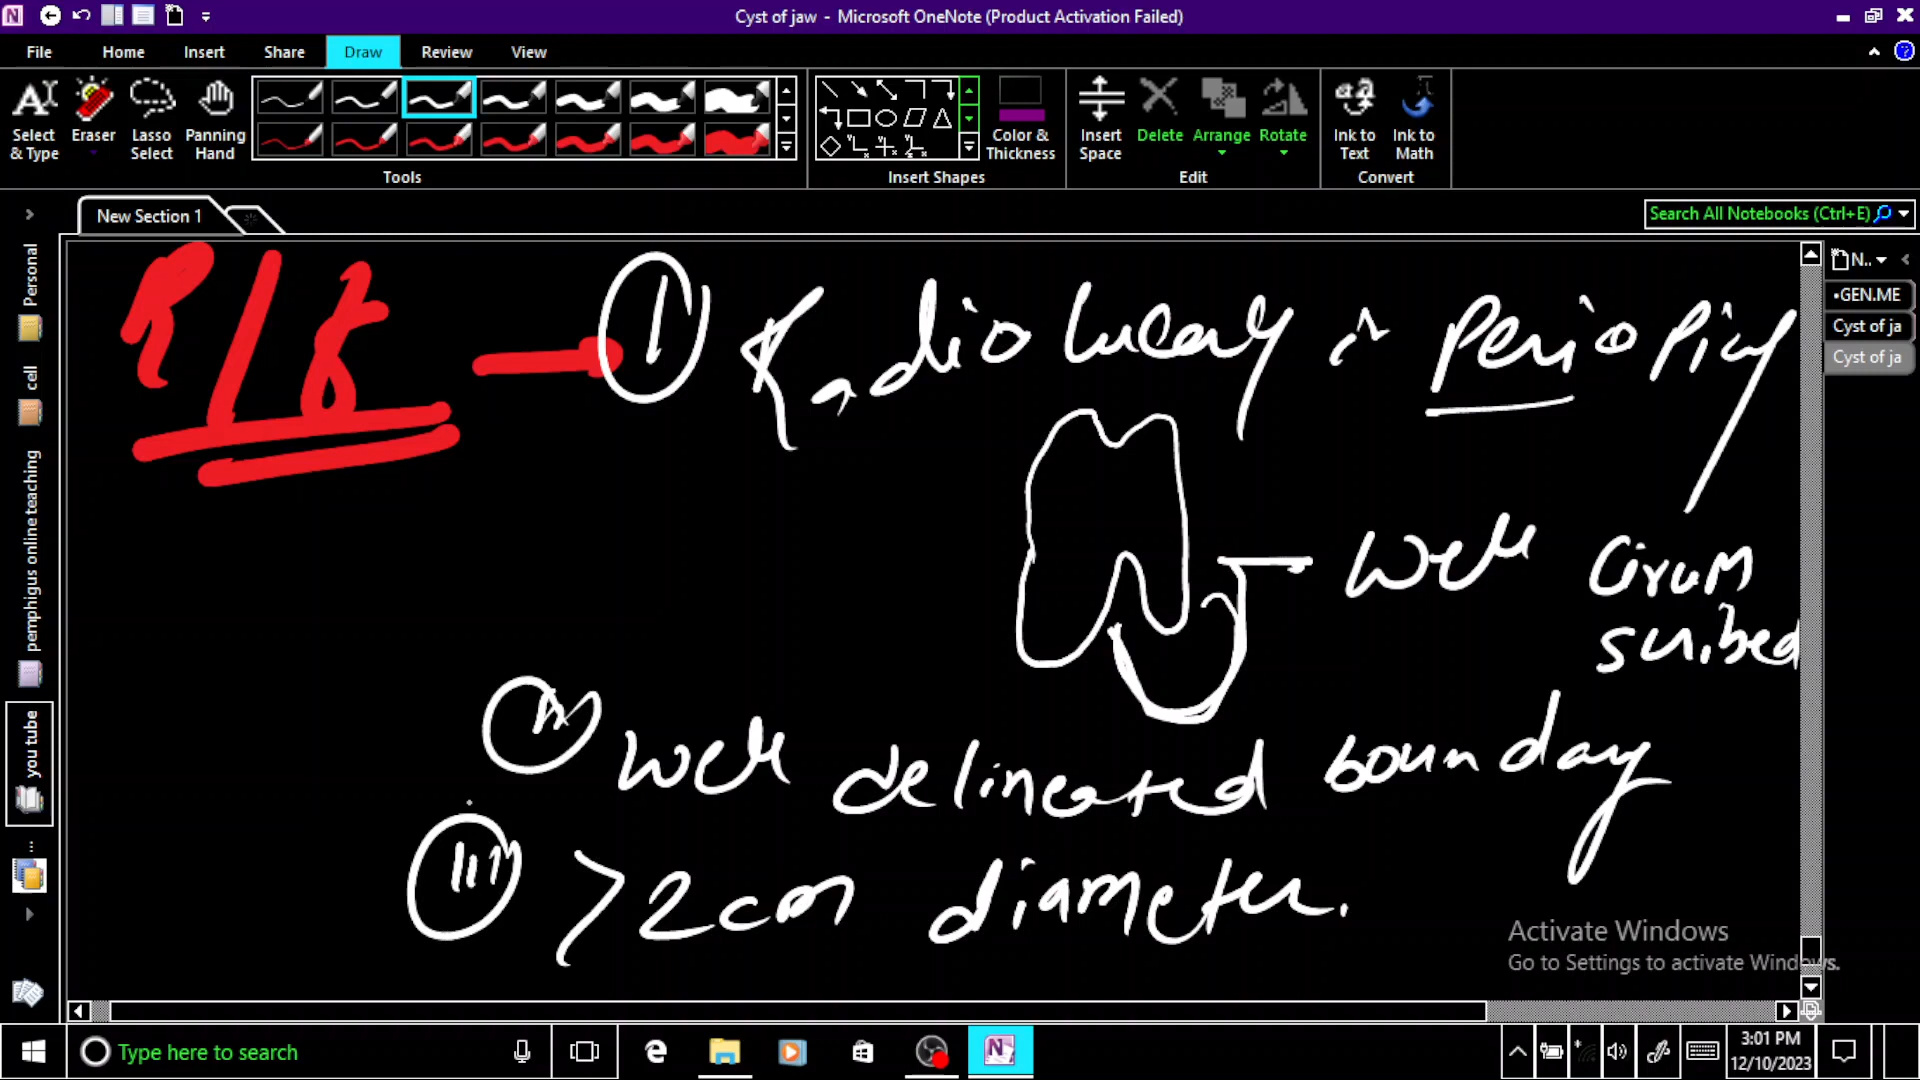 Cyst of jaw - Microsoft OneNote (Product Activation Failed)
File Home Insert Share Draw Review View
Select & Type
Eraser
Lasso Select
Panning Hand
Color & Thickness
Insert Space
Delete
Arrange
Rotate
Ink to Text
Ink to Math
Tools
Insert Shapes
Edit
Convert
New Section 1
Search All Notebooks (Ctrl+E)
Personal
cell
pemphigus online teaching
you tube
N..
•GEN.ME
Cyst of ja
Cyst of ja
R/f
I Radiolucency in
well
Circum
scribed
II well delineated boundary
III >2cm diameter.
Activate Windows
Go to Settings to activate Windows.
Type here to search
3:01 PM
12/10/2023